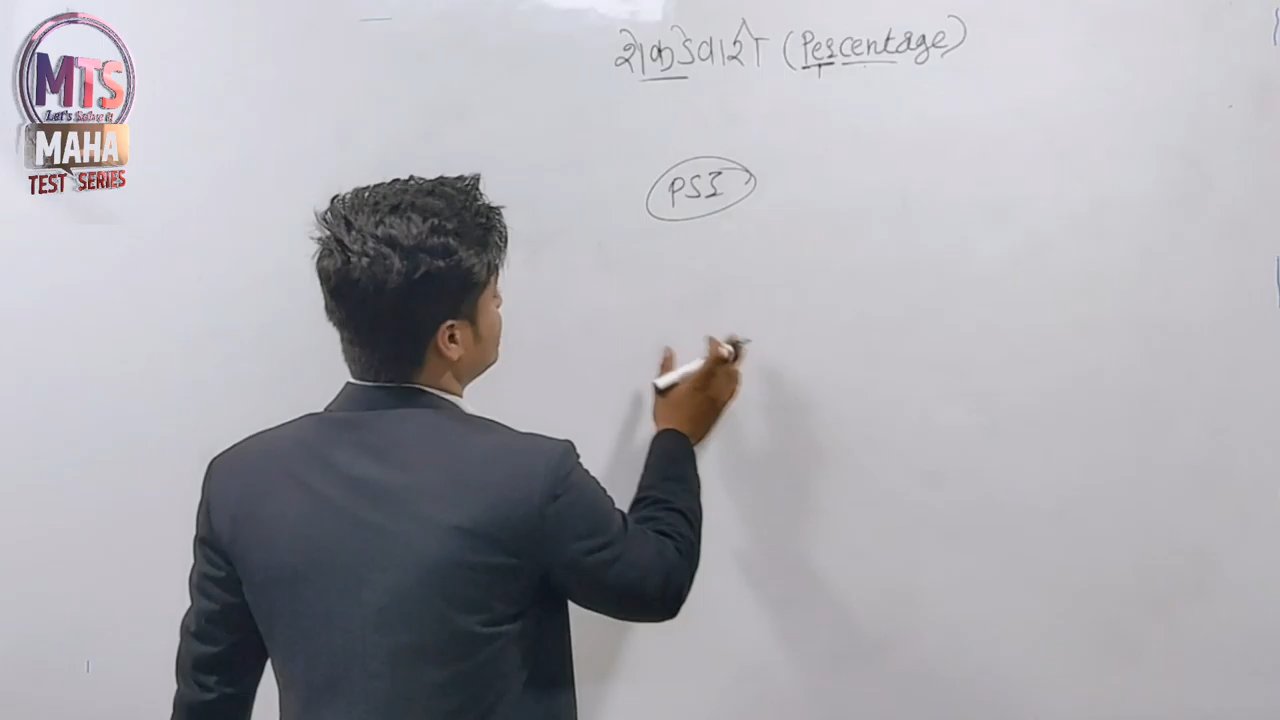 MTS
Let's Solve it
MAHA
TEST SERIES
शेकडेवारी (Percentage)
PSI